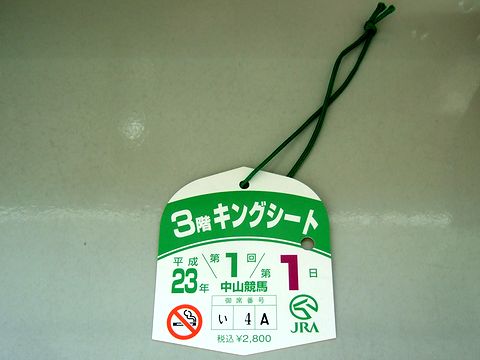 3階キングシート
平成23年 第1回 第1日
中山競馬
御席番号
い 4 A
税込¥2,800
JRA